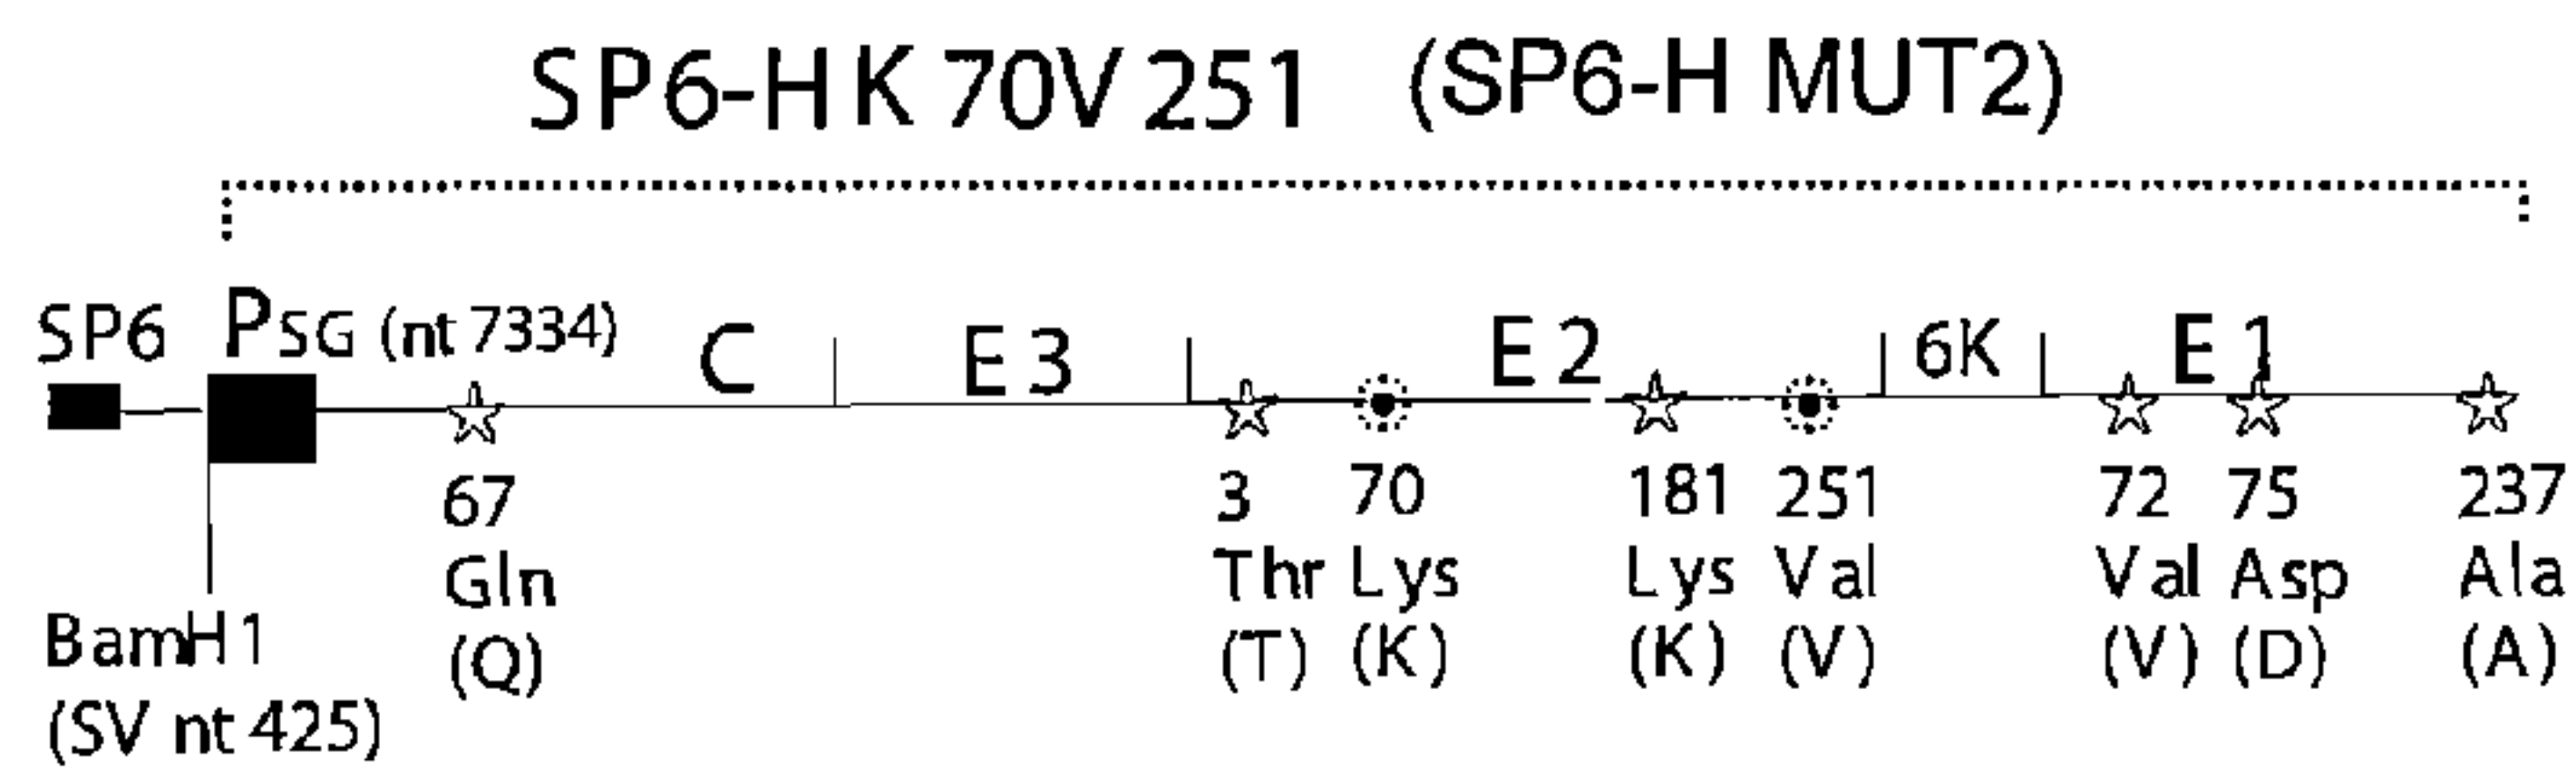 SP6-HK 70V 251 (SP6-H MUT2)
SP6 PSG (nt 7334) C E3 E2 6K E1
67 3 70 181 251 72 75 237
Gln Thr Lys Lys Val Val Asp Ala
(Q) (T) (K) (K) (V) (V) (D) (A)
BamH1
(SV nt 425)